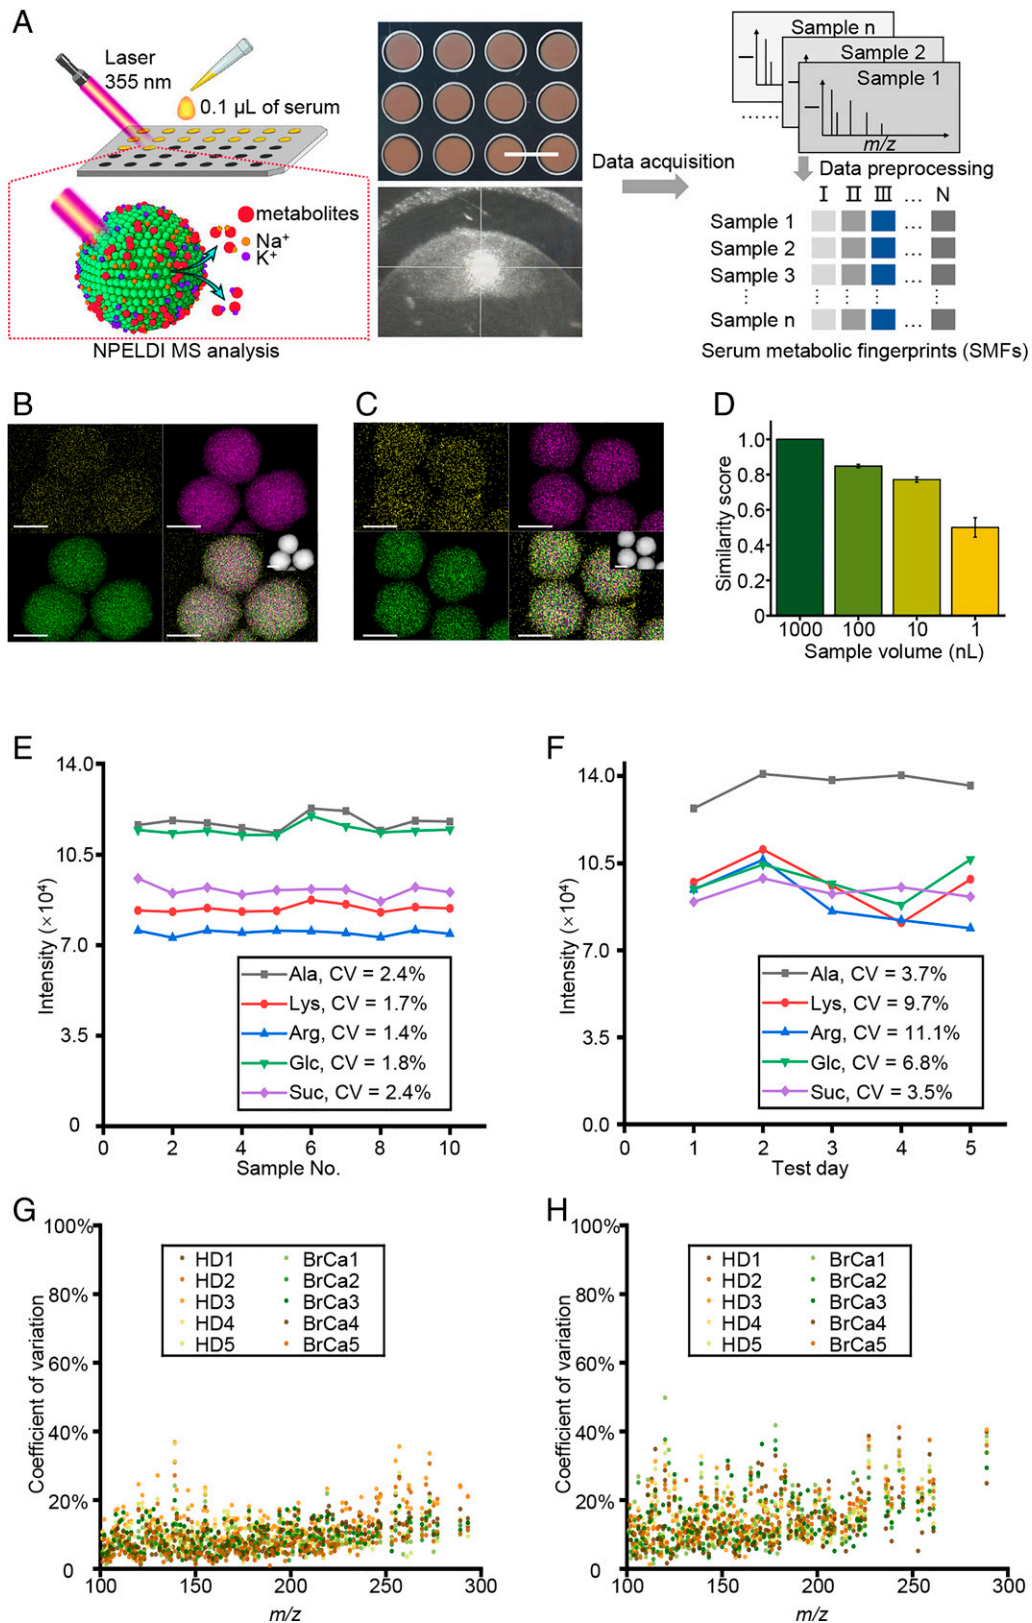 A
Laser
355 nm
0.1 µL of serum
metabolites
Na⁺
K⁺
NPELDI MS analysis
Data acquisition
Sample n
Sample 2
Sample 1
m/z
Data preprocessing
I II III ... N
Sample 1 ...
Sample 2 ...
Sample 3 ...
Sample n ...
Serum metabolic fingerprints (SMFs)
B
C
D
Similarity score
1.0
0.8
0.6
0.4
0.2
0
1000 100 10 1
Sample volume (nL)
E
Intensity (×10⁴)
14.0
10.5
7.0
3.5
0
Ala, CV = 2.4%
Lys, CV = 1.7%
Arg, CV = 1.4%
Glc, CV = 1.8%
Suc, CV = 2.4%
0 2 4 6 8 10
Sample No.
F
Intensity (×10⁴)
14.0
10.5
7.0
3.5
0.0
Ala, CV = 3.7%
Lys, CV = 9.7%
Arg, CV = 11.1%
Glc, CV = 6.8%
Suc, CV = 3.5%
0 1 2 3 4 5
Test day
G
Coefficient of variation
100%
80%
60%
40%
20%
0
HD1 BrCa1
HD2 BrCa2
HD3 BrCa3
HD4 BrCa4
HD5 BrCa5
100 150 200 250 300
m/z
H
Coefficient of variation
100%
80%
60%
40%
20%
0
HD1 BrCa1
HD2 BrCa2
HD3 BrCa3
HD4 BrCa4
HD5 BrCa5
100 150 200 250 300
m/z